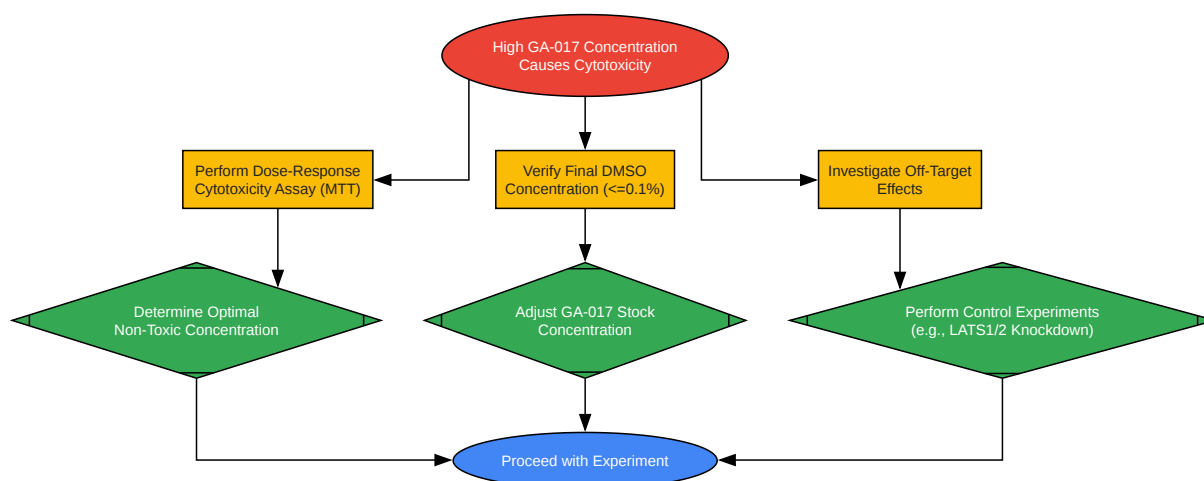 High GA-017 Concentration
Causes Cytotoxicity
Perform Dose-Response
Cytotoxicity Assay (MTT)
Verify Final DMSO
Concentration (<=0.1%)
Investigate Off-Target
Effects
Determine Optimal
Non-Toxic Concentration
Adjust GA-017 Stock
Concentration
Perform Control Experiments
(e.g., LATS1/2 Knockdown)
Proceed with Experiment